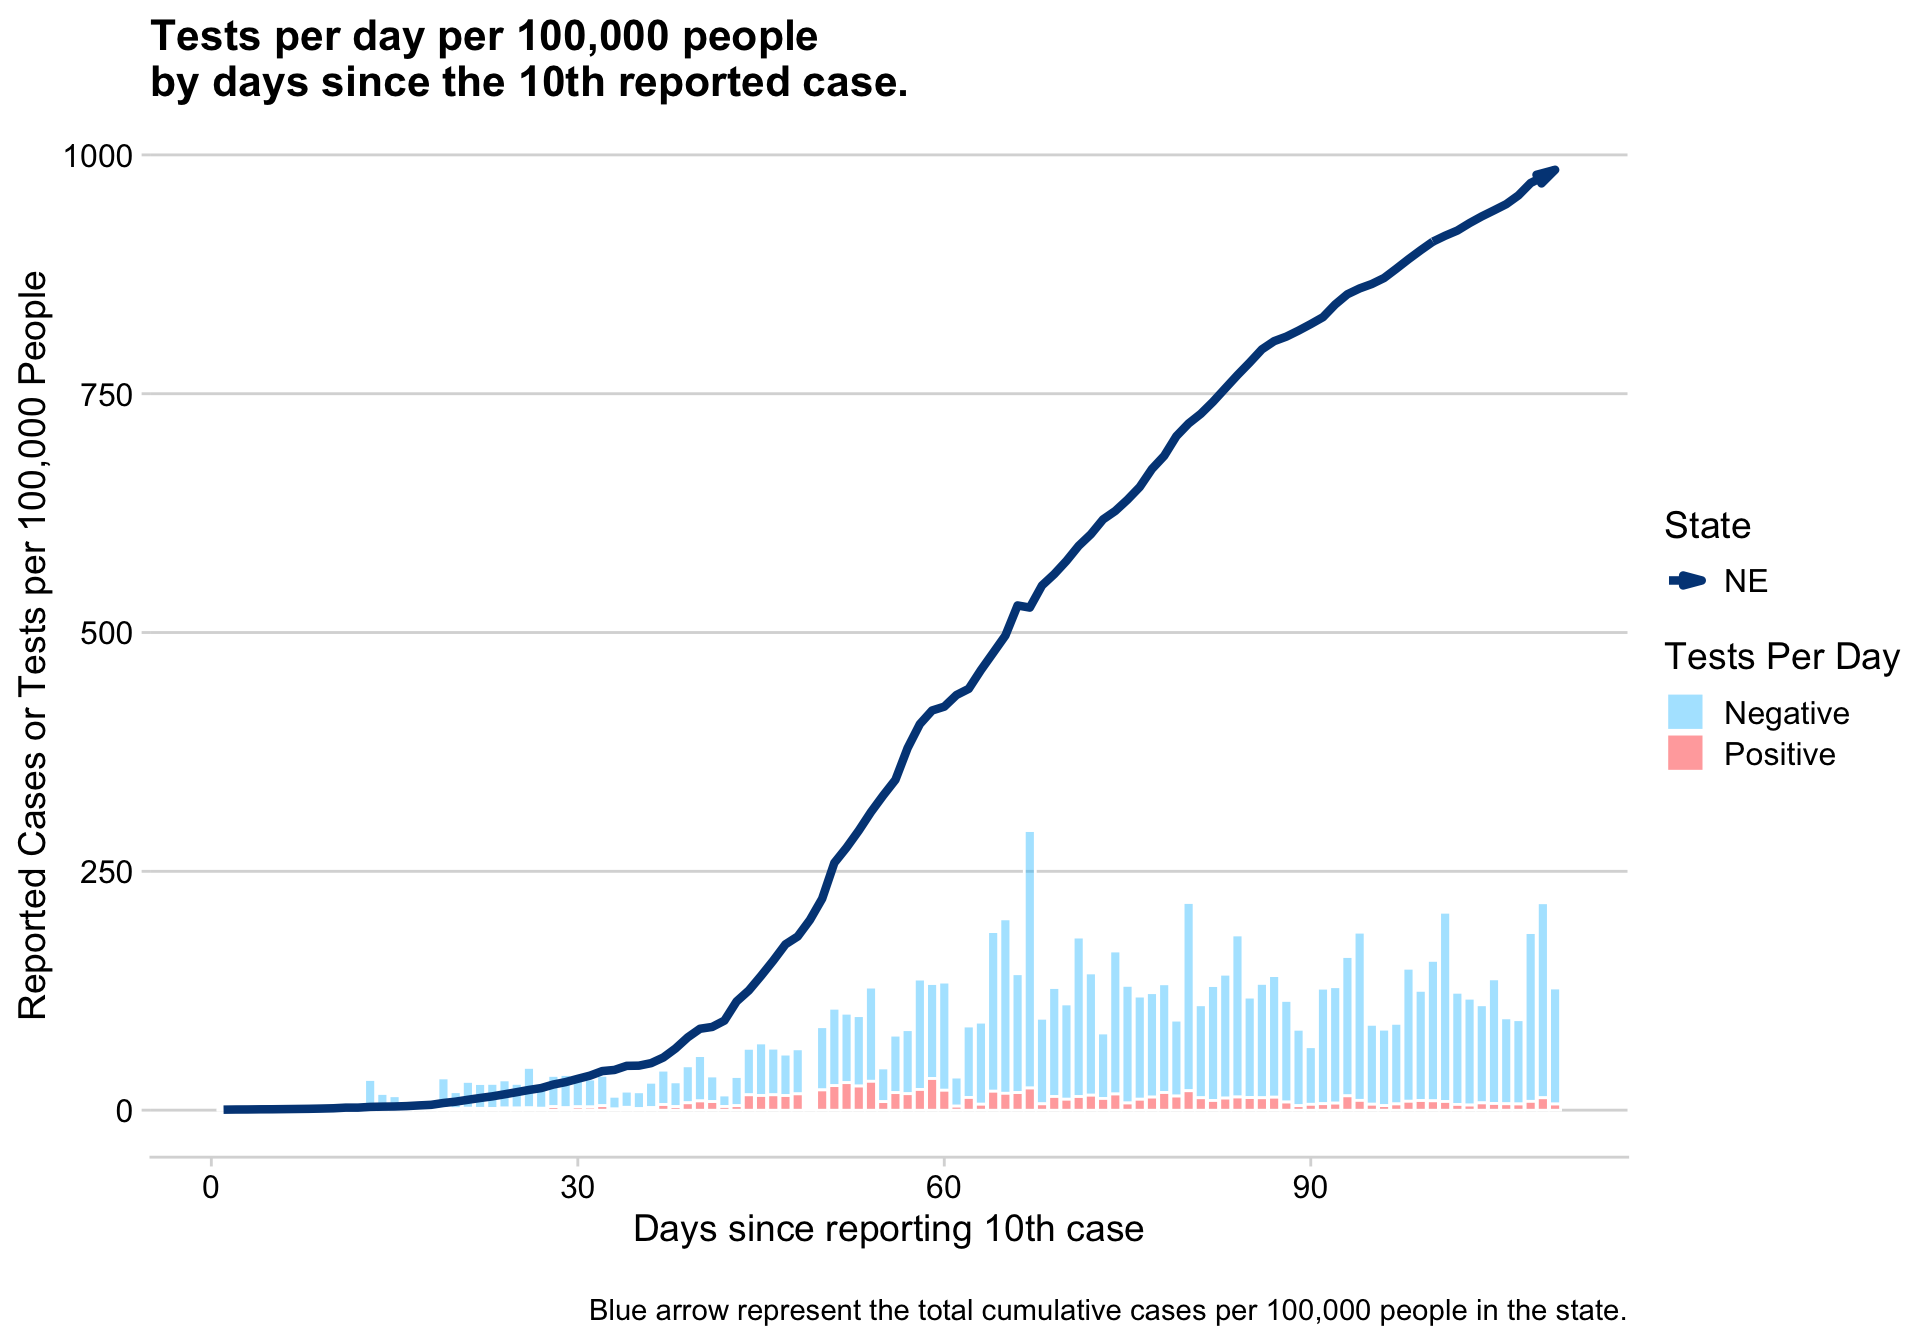 Tests per day per 100,000 people
by days since the 10th reported case.
Reported Cases or Tests per 100,000 People
1000
750
500
250
0
0
30
60
90
Days since reporting 10th case
State
NE
Tests Per Day
Negative
Positive
Blue arrow represent the total cumulative cases per 100,000 people in the state.